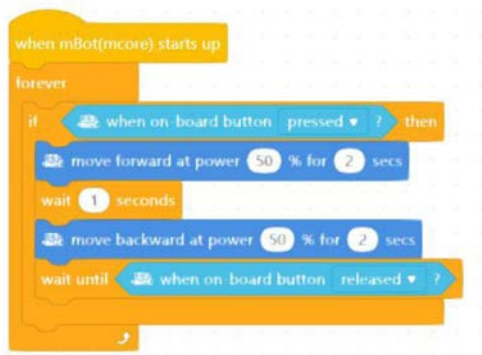 when mBot(mcore) starts up
forever
if when on-board button pressed ? then
move forward at power 50 % for 2 secs
wait 1 seconds
move backward at power 50 % for 2 secs
wait until when on-board button released ?